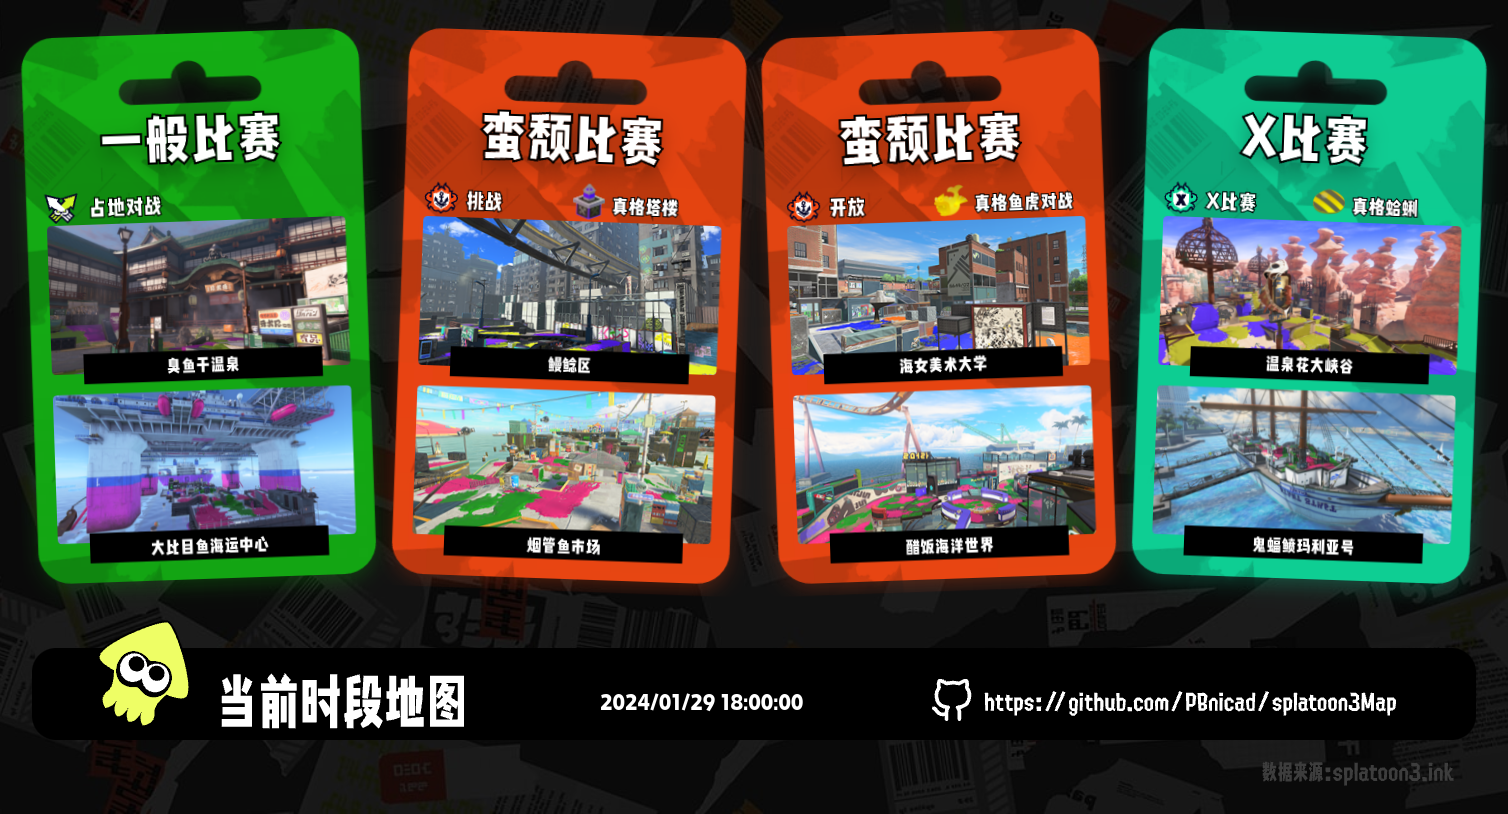 一般比赛
占地对战
臭鱼干温泉
大比目鱼海运中心
蛮颓比赛
挑战
真格塔楼
鳗鲶区
烟管鱼市场
蛮颓比赛
开放
真格鱼虎对战
海女美术大学
醋饭海洋世界
X比赛
X比赛
真格蛤蜊
温泉花大峡谷
鬼蝠鲼玛利亚号
当前时段地图
2024/01/29 18:00:00
https://github.com/PBnicad/splatoon3Map
数据来源:splatoon3.ink